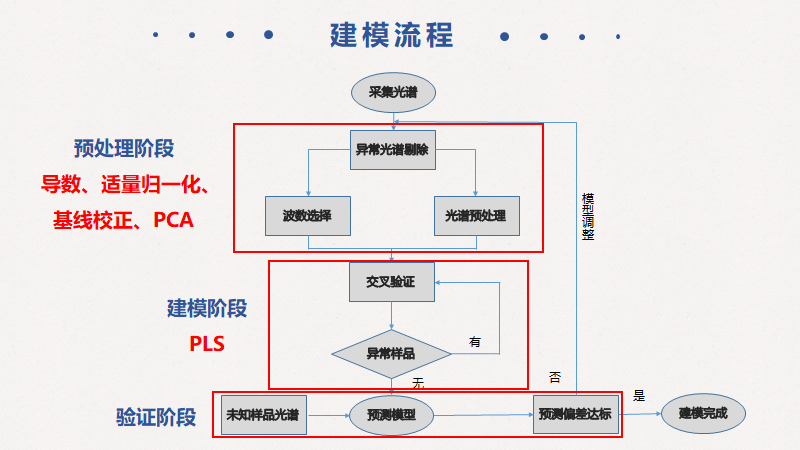 建模流程
采集光谱
预处理阶段
导数、适量归一化、
基线校正、PCA
异常光谱剔除
波数选择
光谱预处理
模型调整
建模阶段
PLS
交叉验证
异常样品
有
无
否
是
验证阶段
未知样品光谱
预测模型
预测偏差达标
建模完成